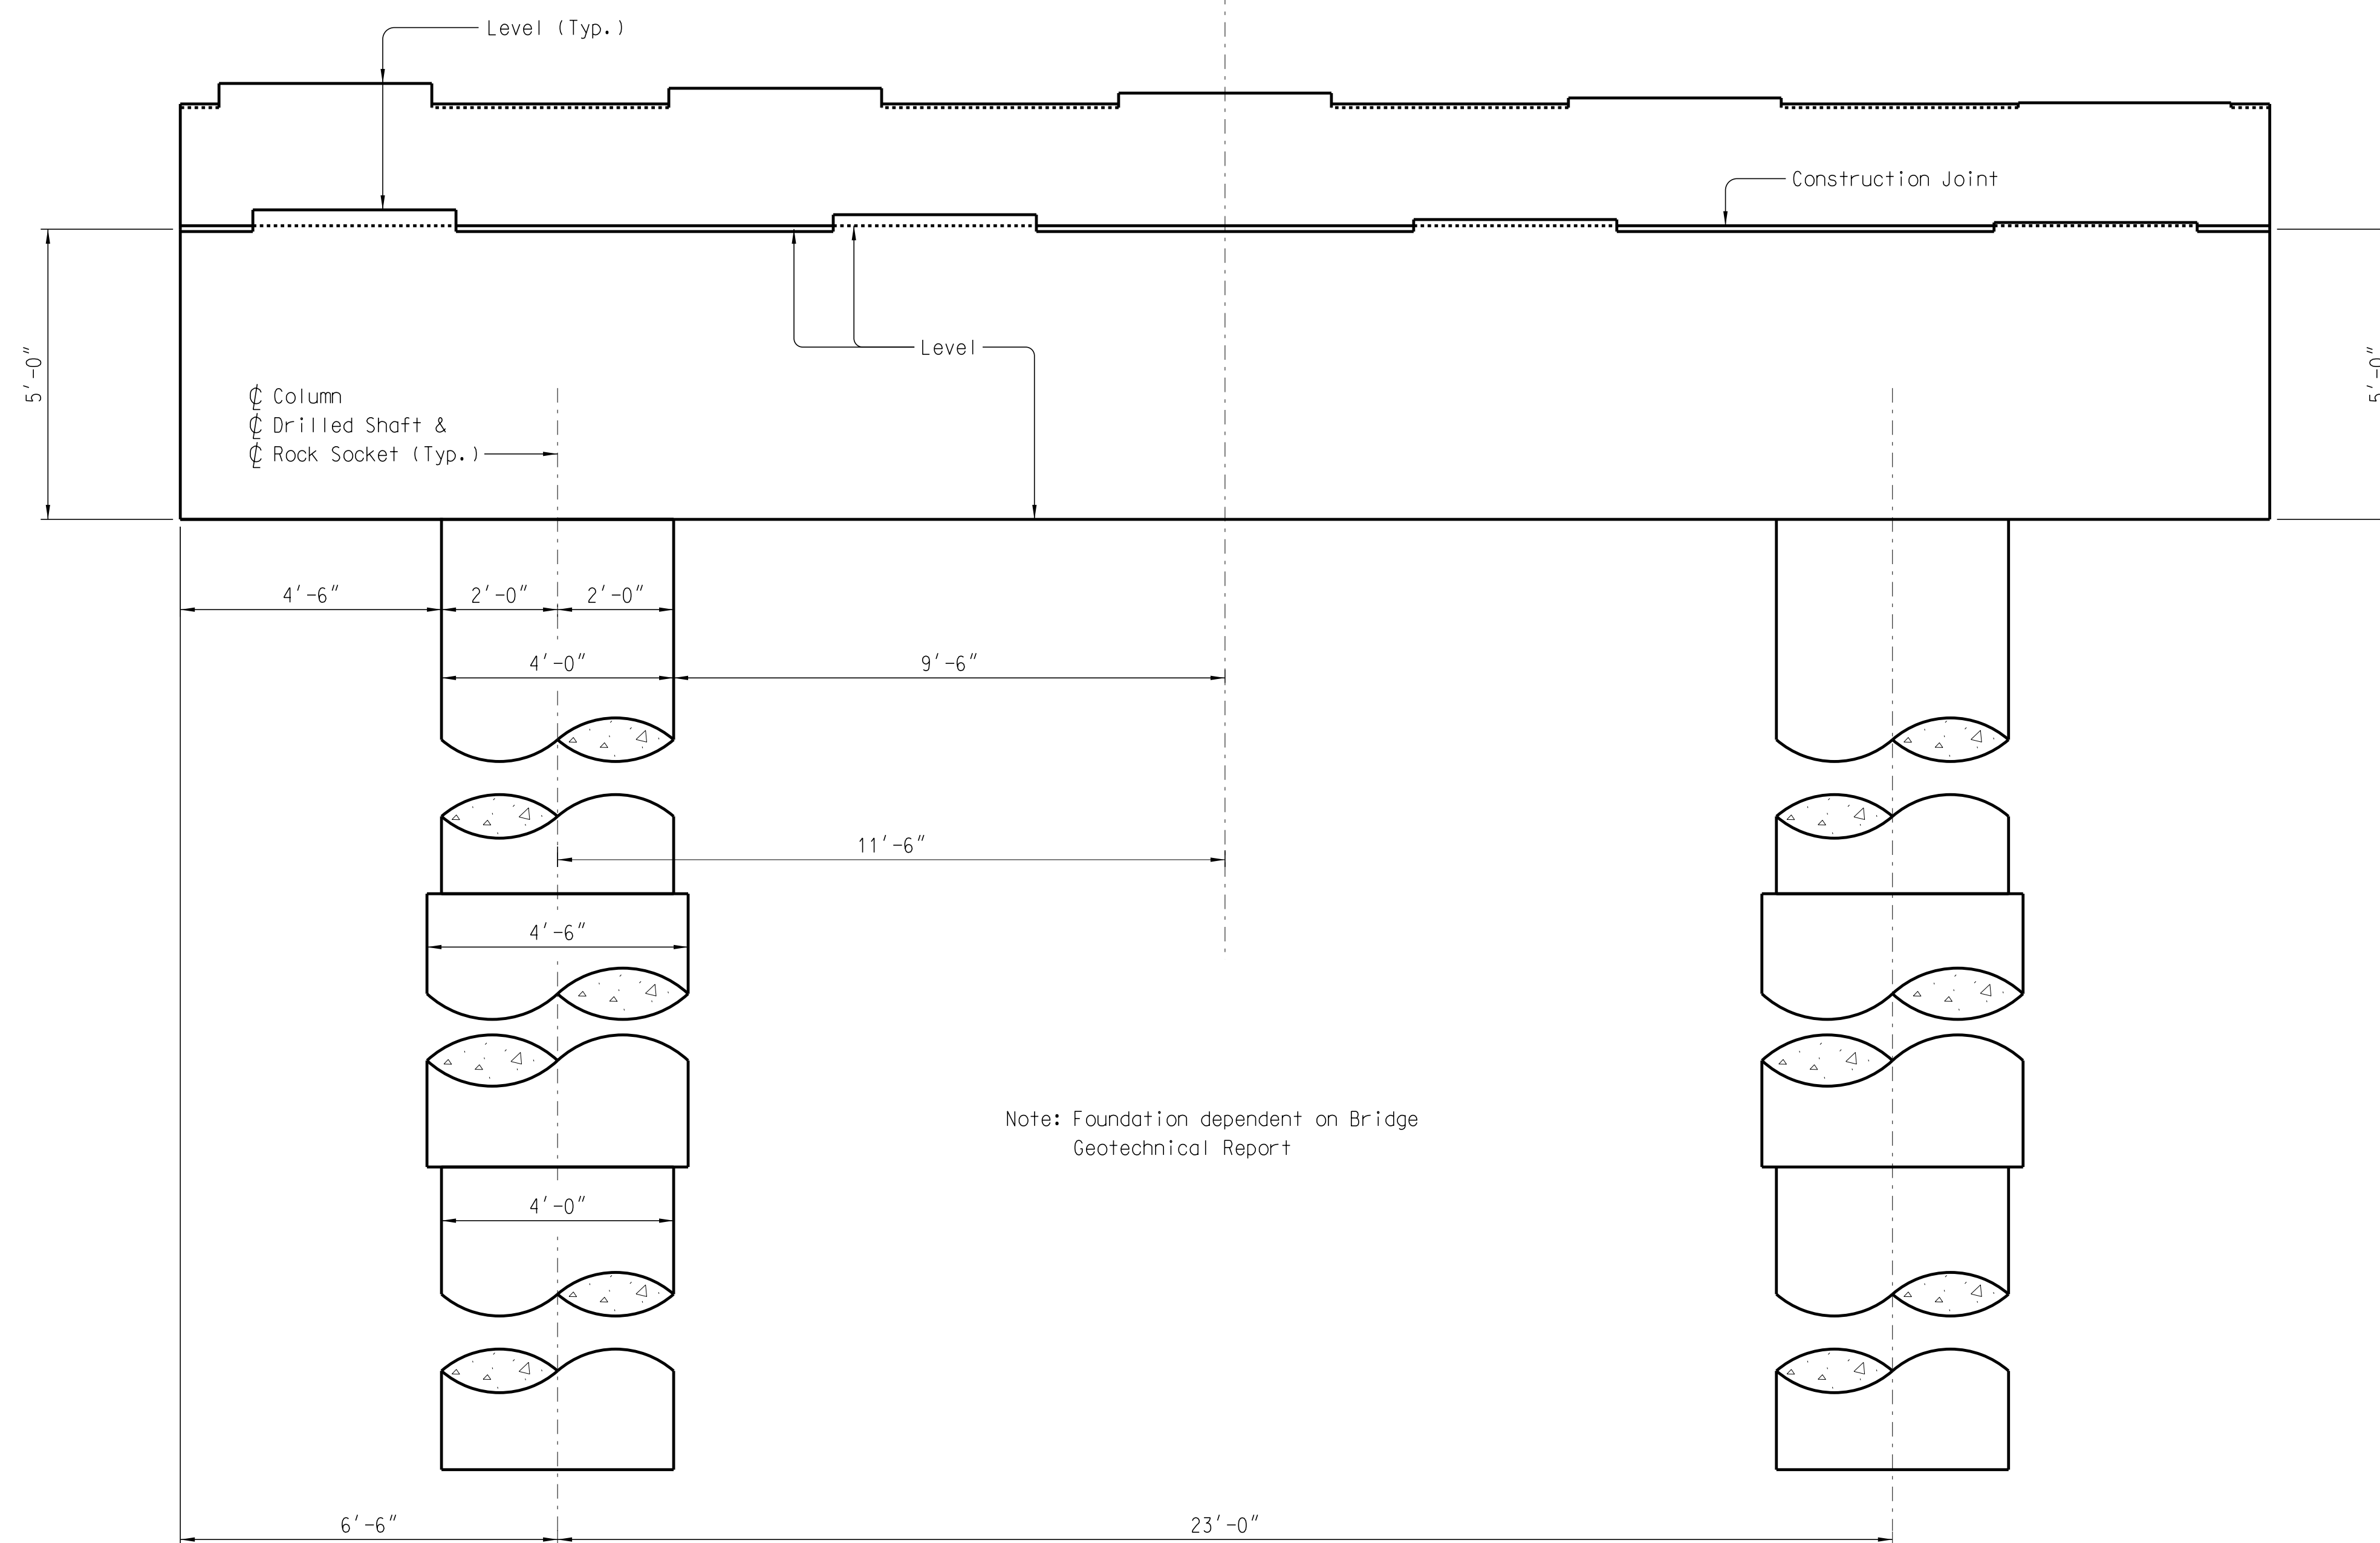 Level (Typ.)
Construction Joint
Level
5'-0"
5'-0"
℄ Column
℄ Drilled Shaft &
℄ Rock Socket (Typ.)
4'-6"
2'-0"
2'-0"
4'-0"
9'-6"
11'-6"
4'-6"
Note: Foundation dependent on Bridge
Geotechnical Report
4'-0"
6'-6"
23'-0"